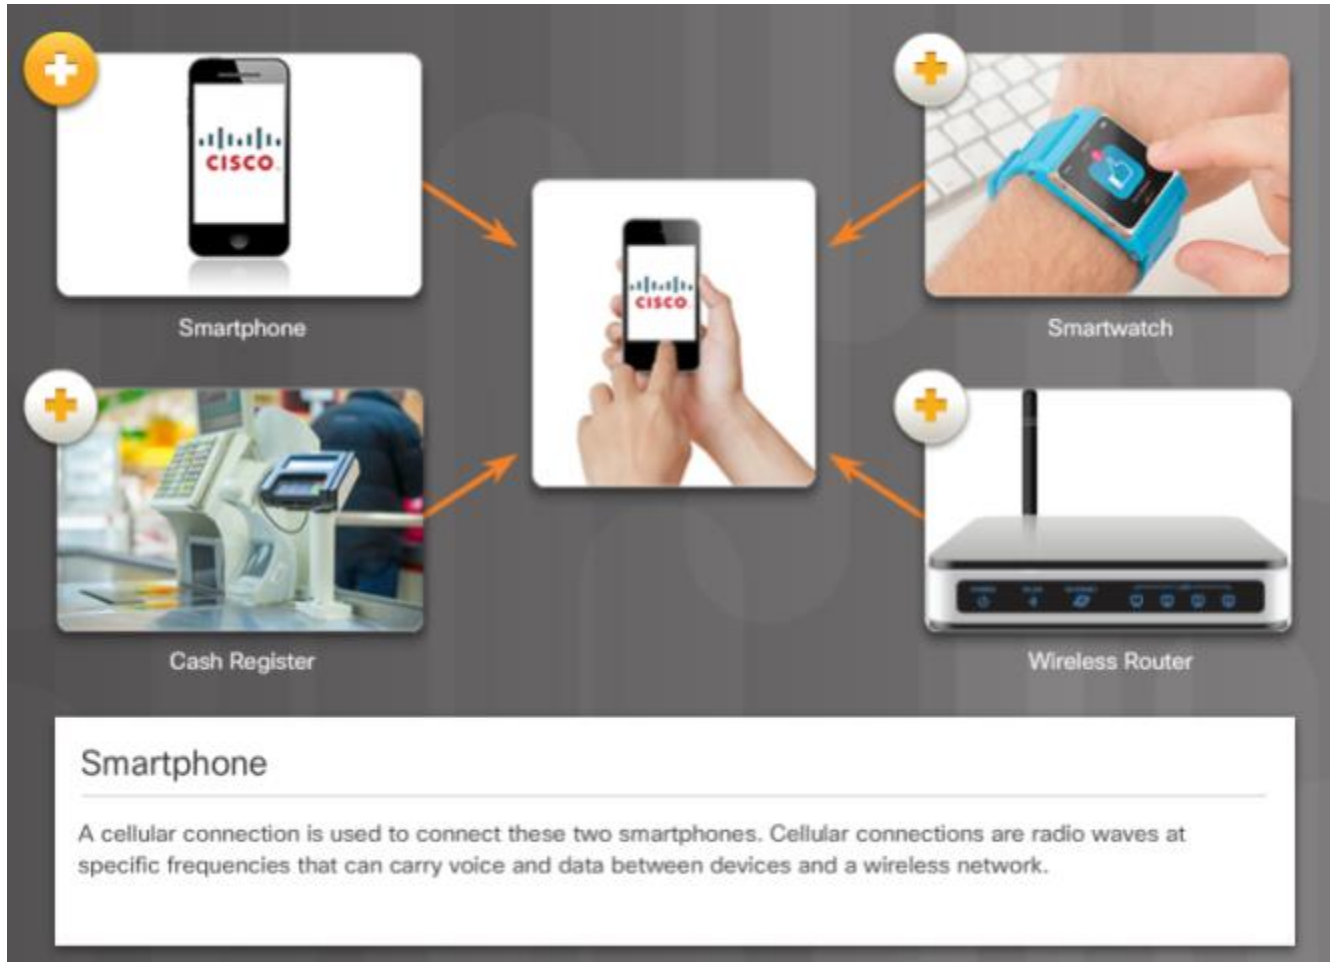 CISCO
Smartphone
Smartwatch
CISCO
Cash Register
Wireless Router
Smartphone
A cellular connection is used to connect these two smartphones. Cellular connections are radio waves at
specific frequencies that can carry voice and data between devices and a wireless network.